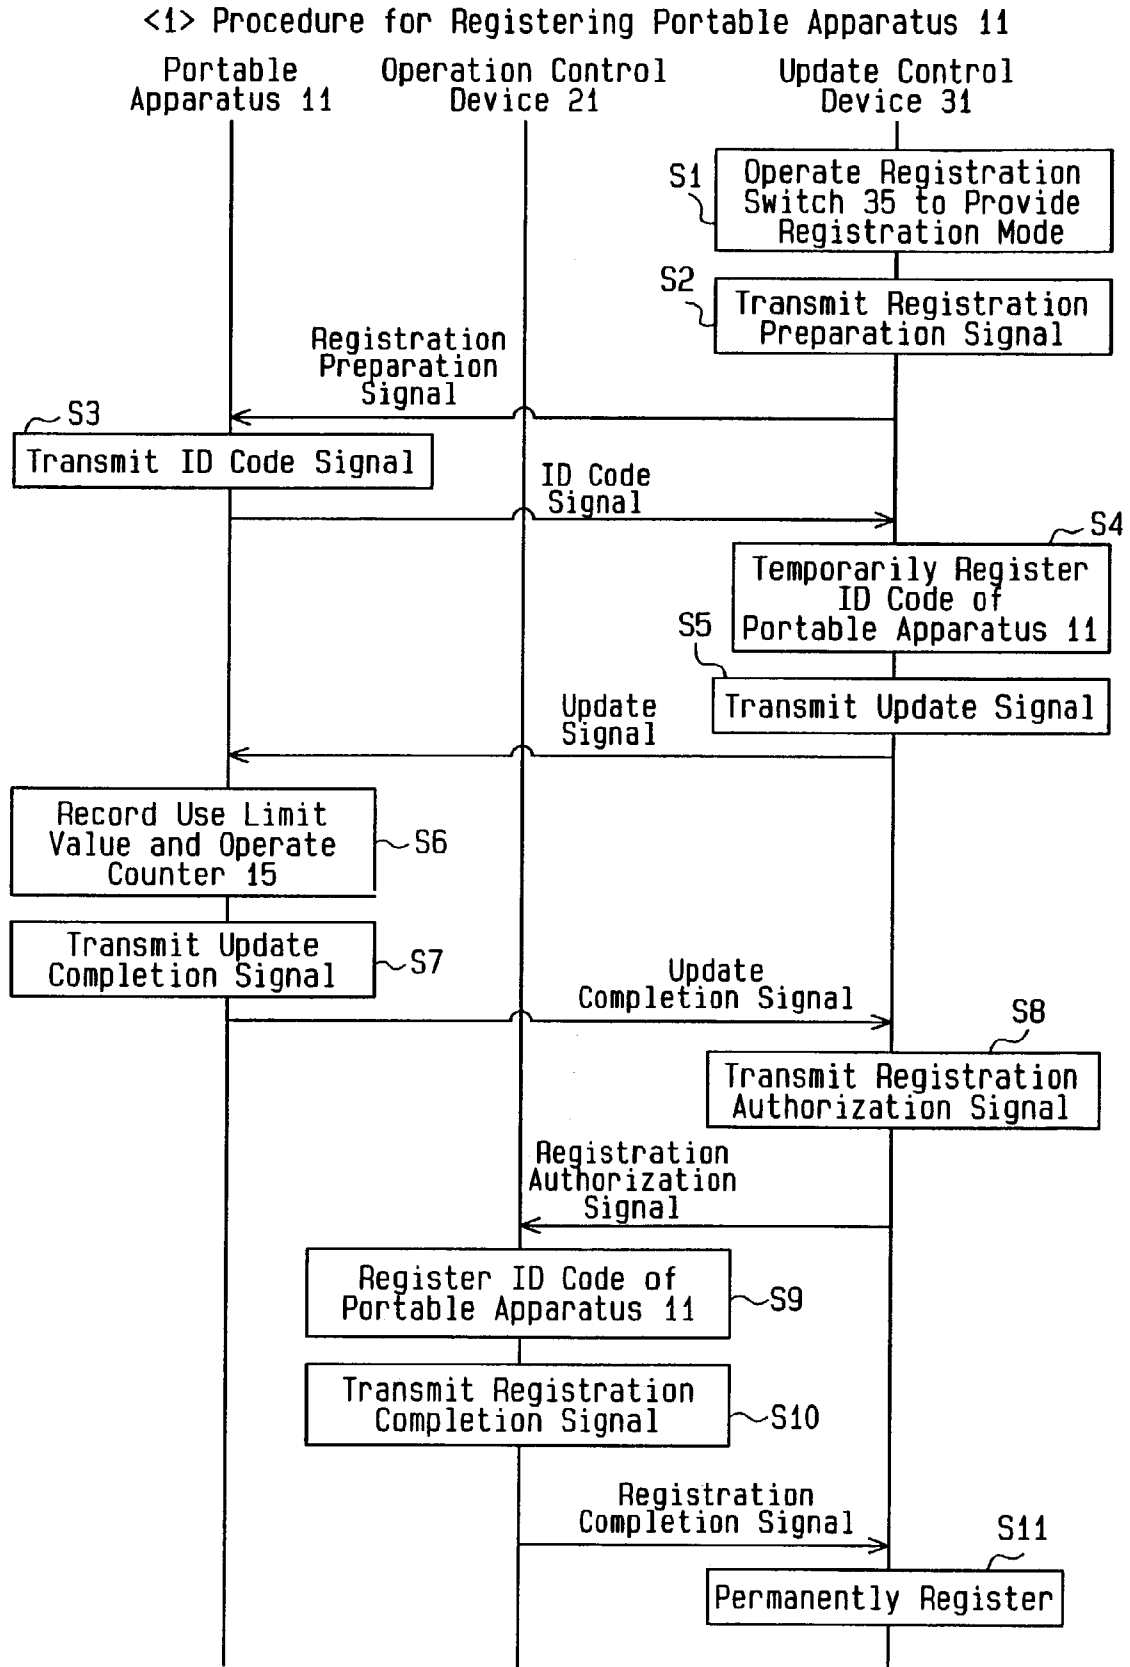 <1> Procedure for Registering Portable Apparatus 11
Portable
Apparatus 11
Operation Control
Device 21
Update Control
Device 31
S1
Operate Registration
Switch 35 to Provide
Registration Mode
S2
Transmit Registration
Preparation Signal
Registration
Preparation
Signal
S3
Transmit ID Code Signal
ID Code
Signal
S4
Temporarily Register
ID Code of
Portable Apparatus 11
S5
Transmit Update Signal
Update
Signal
Record Use Limit
Value and Operate
Counter 15
S6
Transmit Update
Completion Signal
S7
Update
Completion Signal
S8
Transmit Registration
Authorization Signal
Registration
Authorization
Signal
Register ID Code of
Portable Apparatus 11
S9
Transmit Registration
Completion Signal
S10
Registration
Completion Signal
S11
Permanently Register